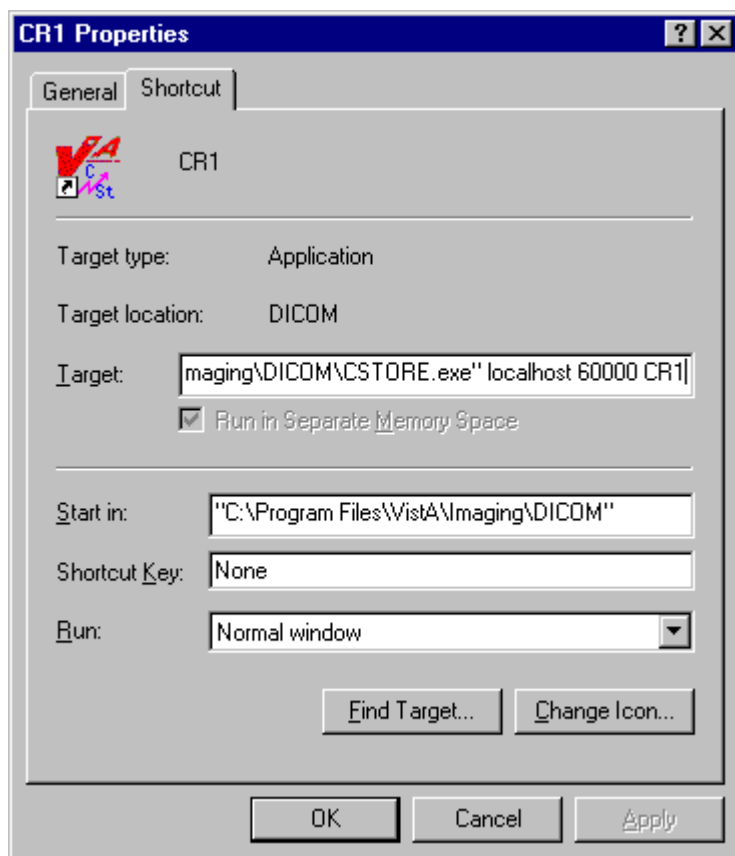 CR1 Properties
General Shortcut
VA
C
St
CR1
Target type: Application
Target location: DICOM
Target: maging\DICOM\CSTORE.exe" localhost 60000 CR1
Run in Separate Memory Space
Start in: "C:\Program Files\VistA\Imaging\DICOM"
Shortcut Key: None
Run: Normal window
Find Target... Change Icon...
OK Cancel Apply